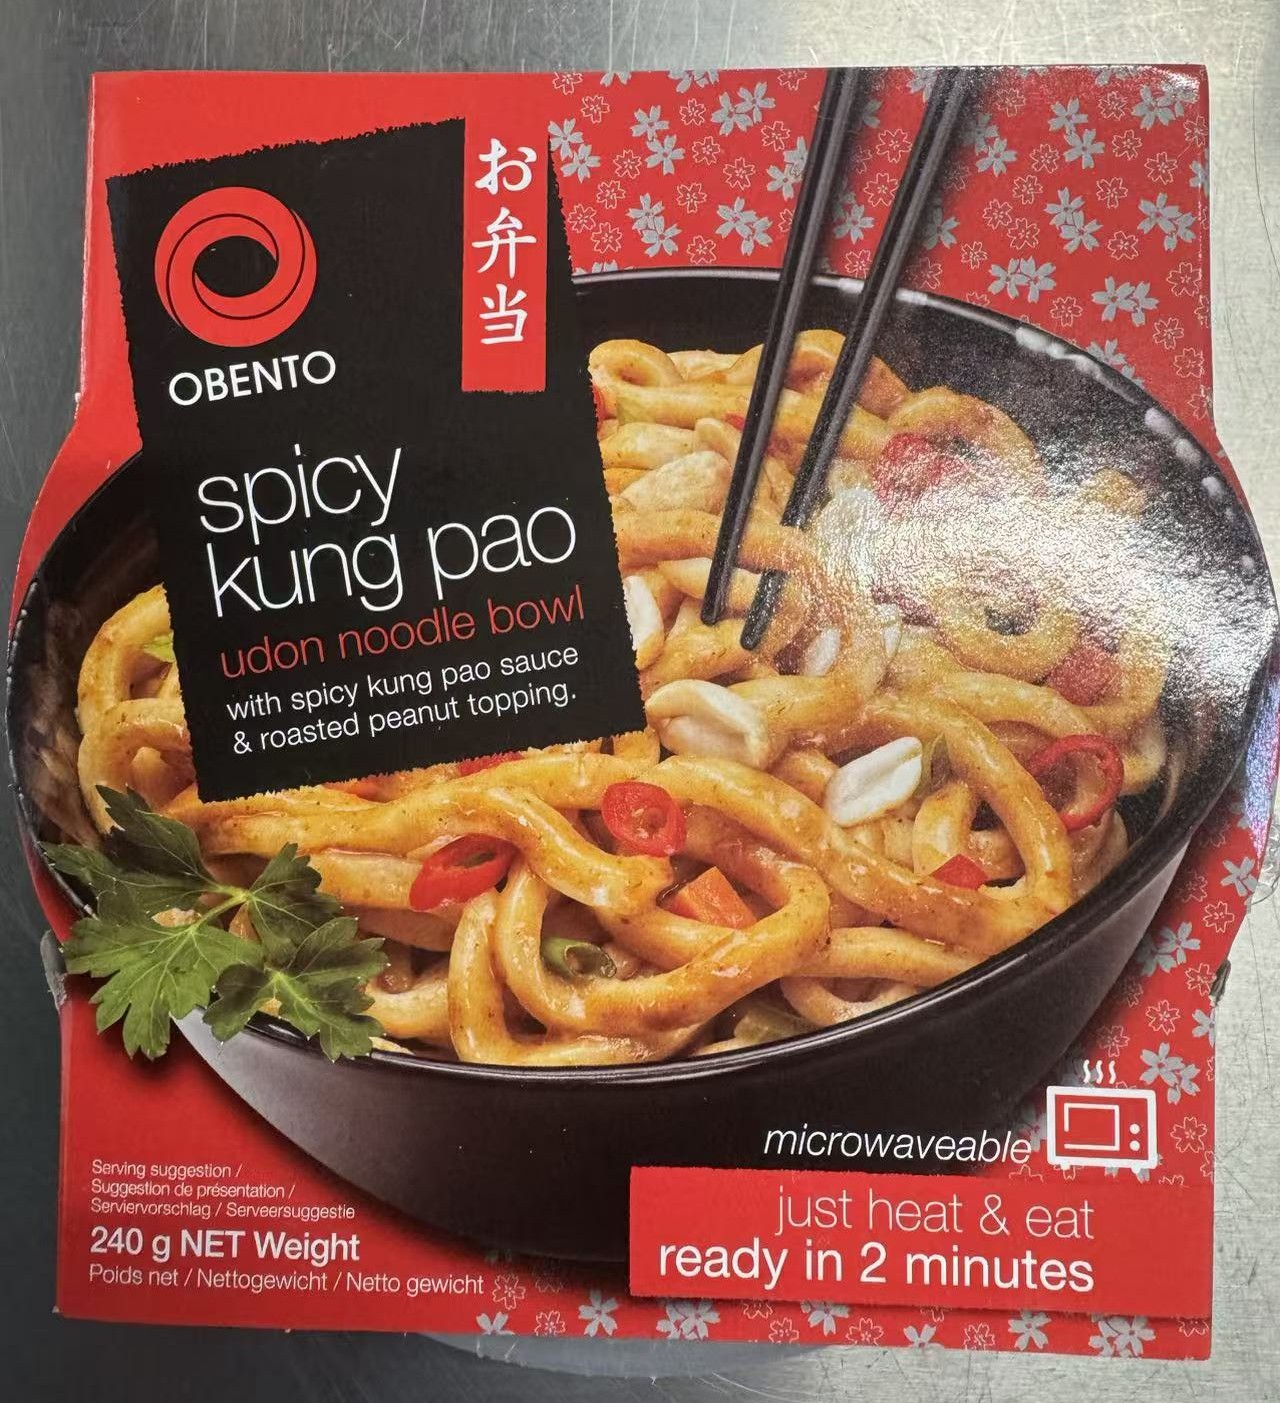 お弁当
OBENTO
spicy
kung pao
udon noodle bowl
with spicy kung pao sauce
& roasted peanut topping.
microwaveable
just heat & eat
ready in 2 minutes
Serving suggestion /
Suggestion de présentation /
Serviervorschlag / Serveersuggestie
240 g NET Weight
Poids net / Nettogewicht / Netto gewicht